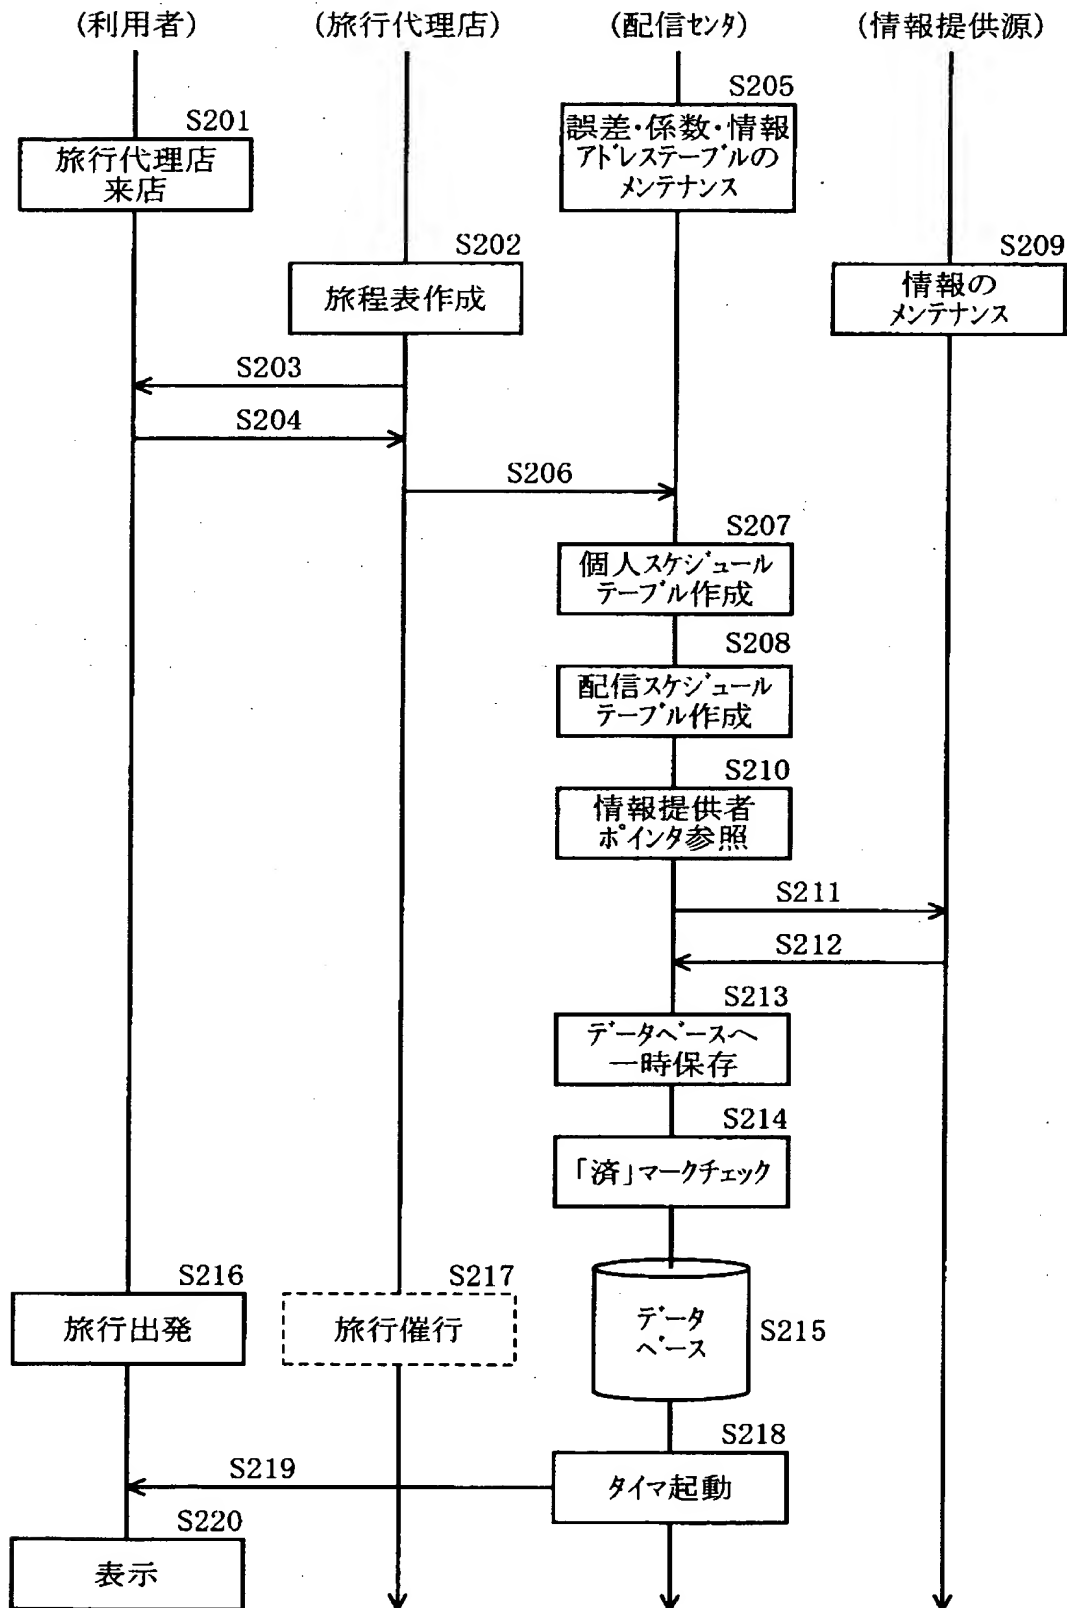 (利用者)
(旅行代理店)
(配信ｾﾝﾀ)
(情報提供源)
S205
誤差・係数・情報
ｱﾄﾞﾚｽﾃｰﾌﾞﾙの
ﾒﾝﾃﾅﾝｽ
S201
旅行代理店
来店
S202
旅程表作成
S209
情報の
ﾒﾝﾃﾅﾝｽ
S203
S204
S206
S207
個人ｽｹｼﾞｭｰﾙ
ﾃｰﾌﾞﾙ作成
S208
配信ｽｹｼﾞｭｰﾙ
ﾃｰﾌﾞﾙ作成
S210
情報提供者
ﾎﾟｲﾝﾀ参照
S211
S212
S213
ﾃﾞｰﾀﾍﾞｰｽへ
一時保存
S214
「済」ﾏｰｸﾁｪｯｸ
S216
旅行出発
S217
旅行催行
ﾃﾞｰﾀ
ﾍﾞｰｽ
S215
S218
ﾀｲﾏ起動
S219
S220
表示